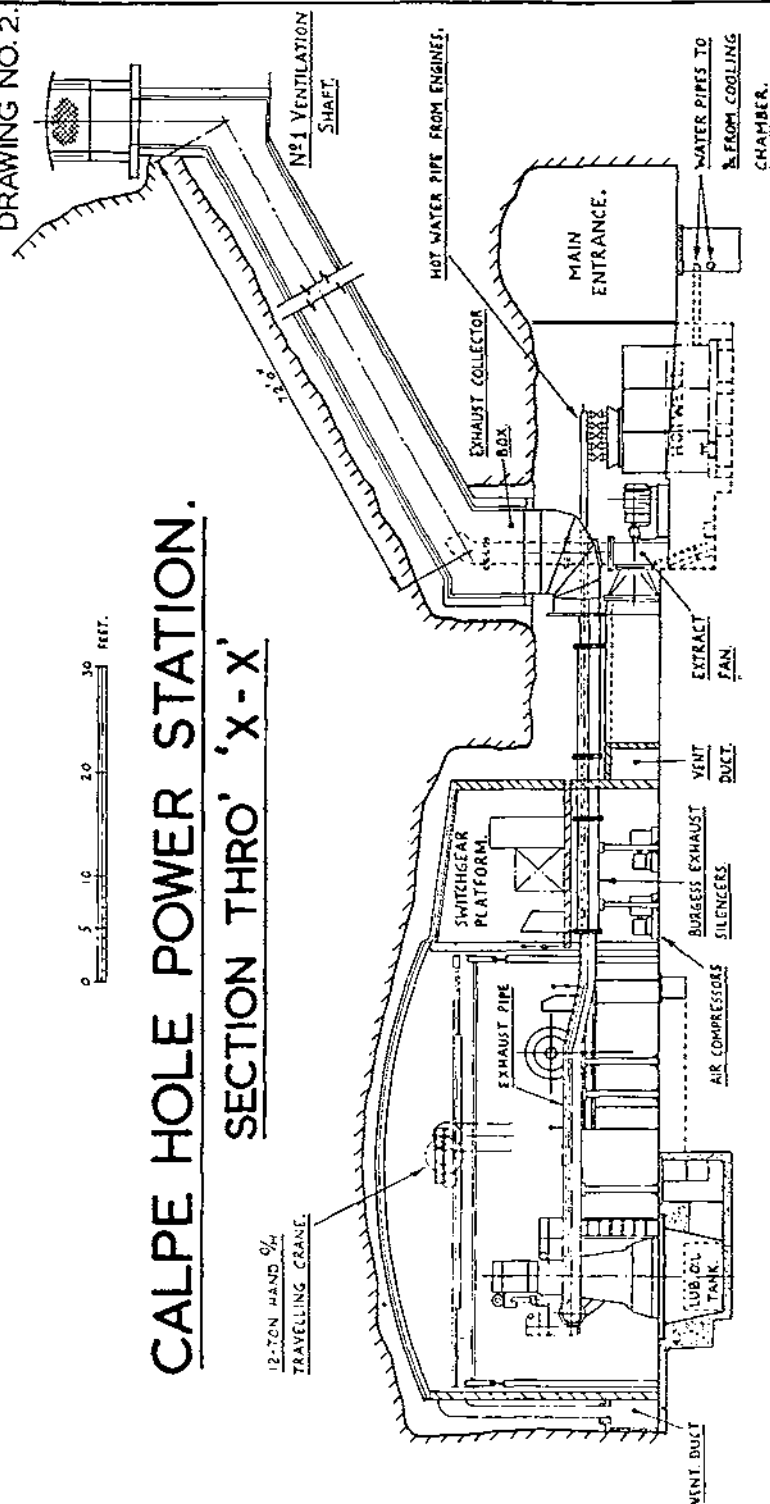 DRAWING NO. 2.
CALPE HOLE POWER STATION.
SECTION THRO' 'X-X'
0 5 10 20 30 FEET.
Nº1 VENTILATION
SHAFT.
72'0"
HOT WATER PIPE FROM ENGINES.
EXHAUST COLLECTOR
BOX
MAIN
ENTRANCE.
WATER PIPES TO
& FROM COOLING
CHAMBER.
HOTWELL
12-TON HAND O/H
TRAVELLING CRANE.
SWITCHGEAR
PLATFORM.
EXHAUST PIPE
LUB. OIL
TANK.
VENT. DUCT
AIR COMPRESSORS
BURGESS EXHAUST
SILENCERS.
VENT
DUCT.
EXTRACT
FAN.